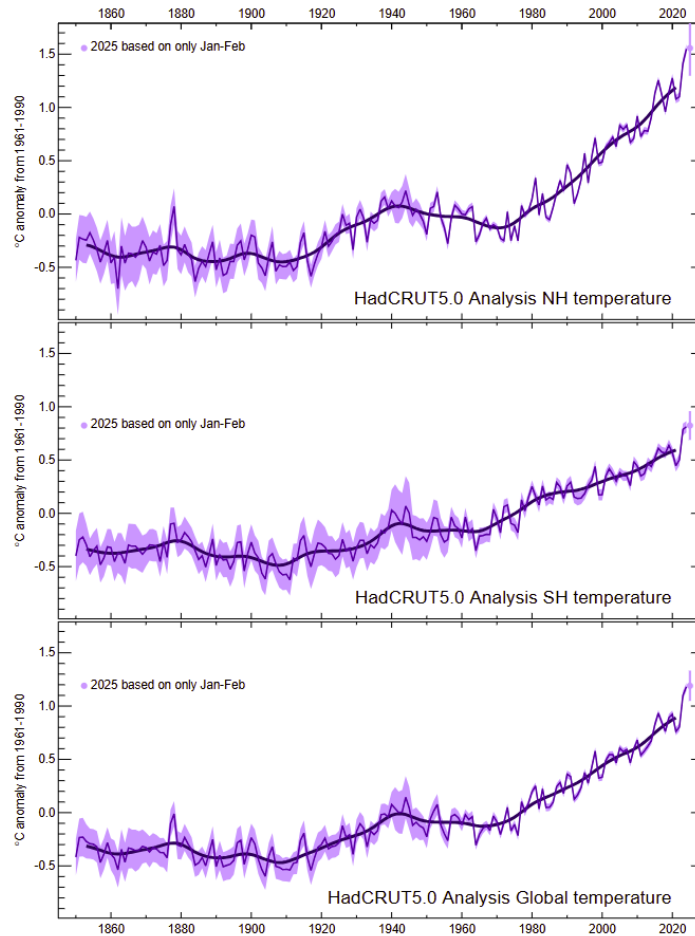 1860 1880 1900 1920 1940 1960 1980 2000 2020
2025 based on only Jan-Feb
1.5
1.0
0.5
0.0
-0.5
°C anomaly from 1961-1990
HadCRUT5.0 Analysis NH temperature
2025 based on only Jan-Feb
1.5
1.0
0.5
0.0
-0.5
°C anomaly from 1961-1990
HadCRUT5.0 Analysis SH temperature
2025 based on only Jan-Feb
1.5
1.0
0.5
0.0
-0.5
°C anomaly from 1961-1990
HadCRUT5.0 Analysis Global temperature
1860 1880 1900 1920 1940 1960 1980 2000 2020